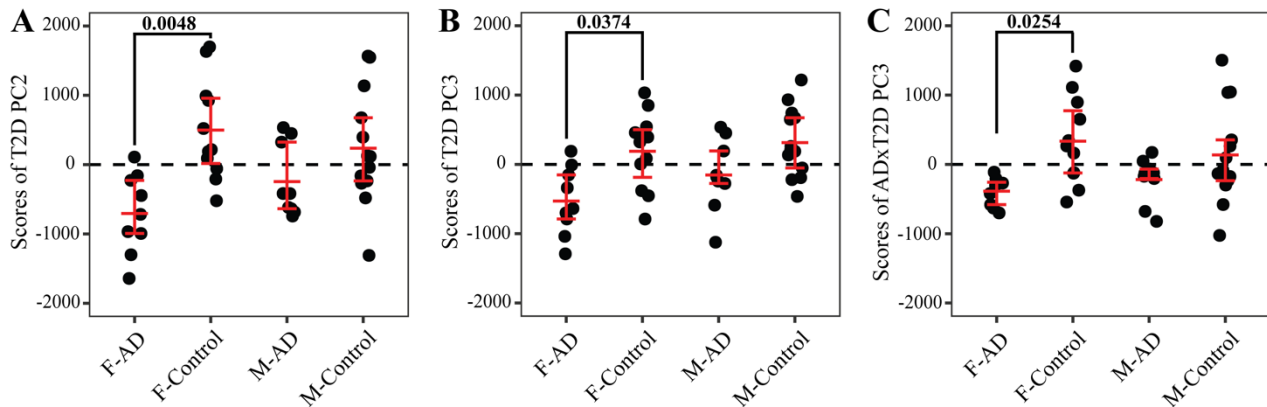 A
Scores of T2D PC2
2000
1000
0
-1000
-2000
0.0048
F-AD
F-Control
M-AD
M-Control
B
Scores of T2D PC3
2000
1000
0
-1000
-2000
0.0374
F-AD
F-Control
M-AD
M-Control
C
Scores of ADxT2D PC3
2000
1000
0
-1000
-2000
0.0254
F-AD
F-Control
M-AD
M-Control